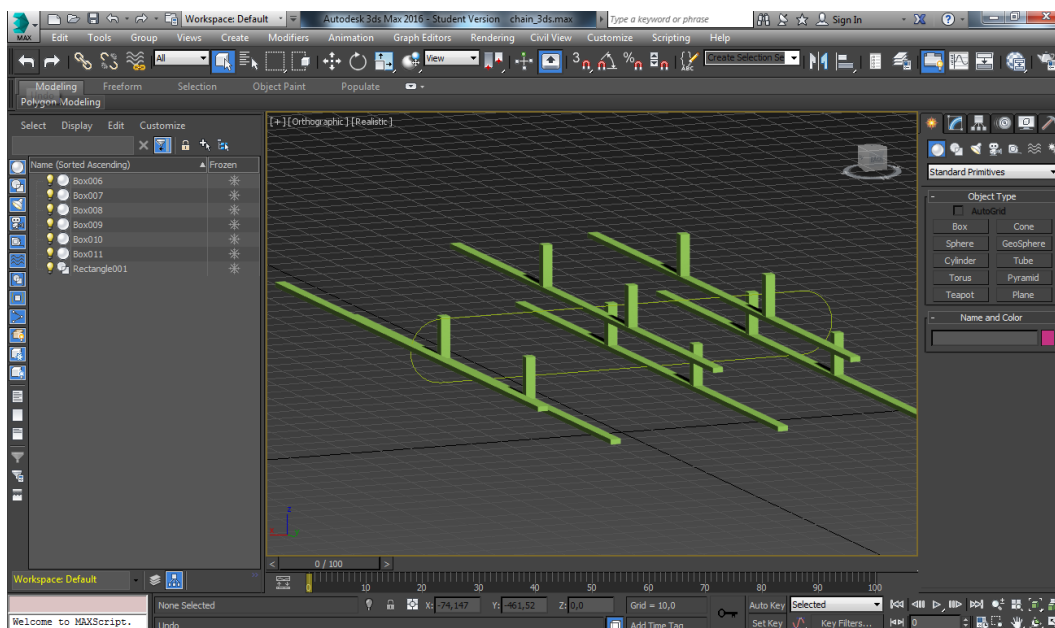 Workspace: Default
Autodesk 3ds Max 2016 - Student Version chain_3ds.max
Type a keyword or phrase
Sign In
MAX Edit Tools Group Views Create Modifiers Animation Graph Editors Rendering Civil View Customize Scripting Help
All View Create Selection Se
Modeling Freeform Selection Object Paint Populate
Polygon Modeling
Select Display Edit Customize
[+] [Orthographic] [Realistic]
Name (Sorted Ascending) Frozen
Box006
Box007
Box008
Box009
Box010
Box011
Rectangle001
Standard Primitives
- Object Type
AutoGrid
Box Cone
Sphere GeoSphere
Cylinder Tube
Torus Pyramid
Teapot Plane
- Name and Color
z
x y
< 0 / 100 >
Workspace: Default
0 10 20 30 40 50 60 70 80 90 100
None Selected X: -74,147 Y: -461,52 Z: 0,0 Grid = 10,0 Auto Key Selected
Welcome to MAXScript. Undo Add Time Tag Set Key Key Filters... 0